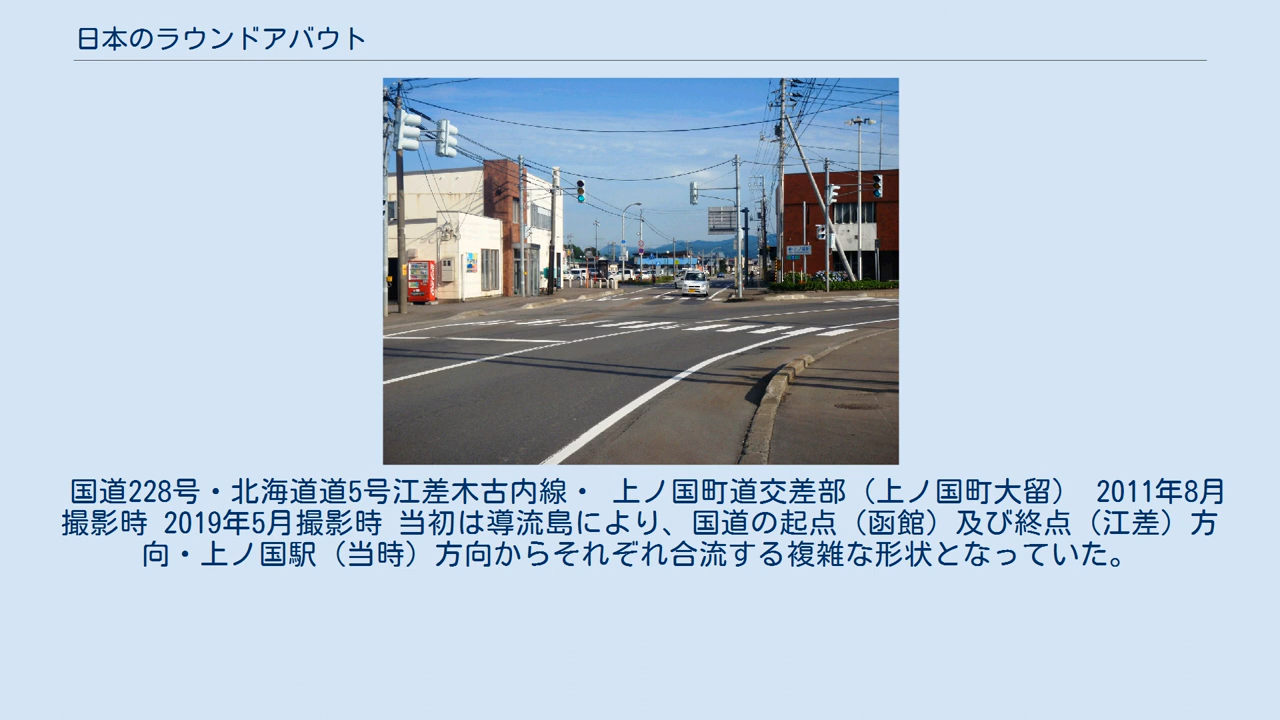 日本のラウンドアバウト
国道228号・北海道道5号江差木古内線・ 上ノ国町道交差部（上ノ国町大留） 2011年8月
撮影時 2019年5月撮影時 当初は導流島により、国道の起点（函館）及び終点（江差）方
向・上ノ国駅（当時）方向からそれぞれ合流する複雑な形状となっていた。